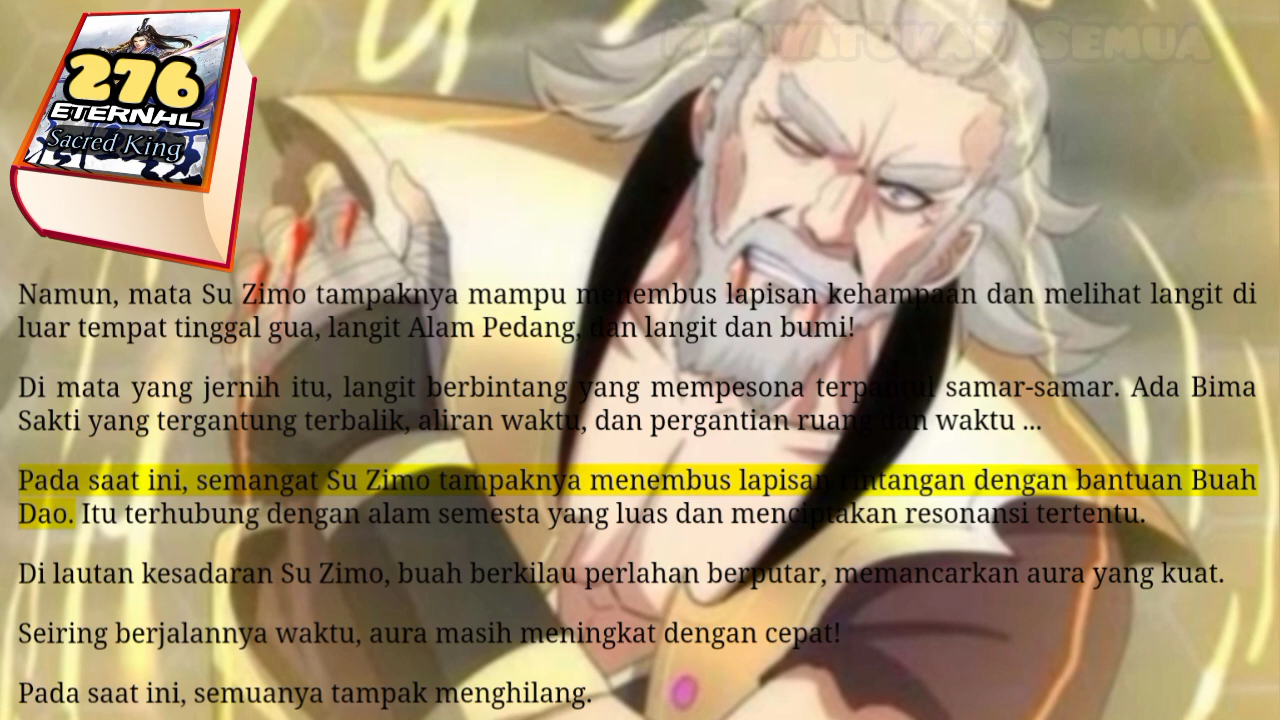 MENYATUKAN SEMUA
276
ETERNAL
Sacred King
Namun, mata Su Zimo tampaknya mampu menembus lapisan kehampaan dan melihat langit di
luar tempat tinggal gua, langit Alam Pedang, dan langit dan bumi!
Di mata yang jernih itu, langit berbintang yang mempesona terpantul samar-samar. Ada Bima
Sakti yang tergantung terbalik, aliran waktu, dan pergantian ruang dan waktu ...
Pada saat ini, semangat Su Zimo tampaknya menembus lapisan rintangan dengan bantuan Buah
Dao. Itu terhubung dengan alam semesta yang luas dan menciptakan resonansi tertentu.
Di lautan kesadaran Su Zimo, buah berkilau perlahan berputar, memancarkan aura yang kuat.
Seiring berjalannya waktu, aura masih meningkat dengan cepat!
Pada saat ini, semuanya tampak menghilang.